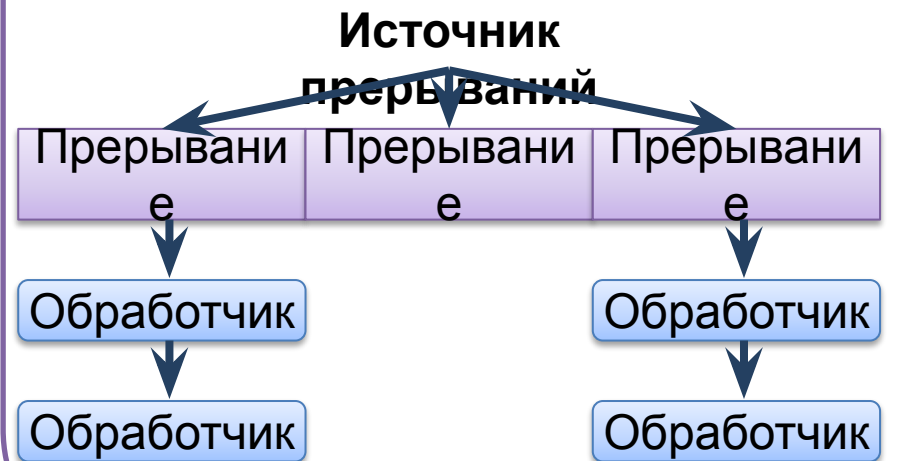 Источник
прерываний
Прерывани Прерывани Прерывани
е е е
Обработчик Обработчик
Обработчик Обработчик